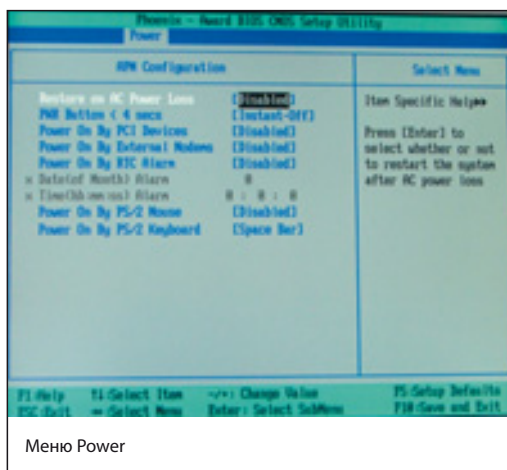 Phoenix - Award BIOS CMOS Setup Utility
Power
APM Configuration
Select Menu
Restore on AC Power Loss [Disabled]
PWR Button < 4 secs [Instant-Off]
Power On By PCI Devices [Disabled]
Power On By External Modems [Disabled]
Power On By RTC Alarm [Disabled]
x Date(of Month) Alarm 0
x Time(hh:mm:ss) Alarm 0 : 0 : 0
Power On By PS/2 Mouse [Disabled]
Power On By PS/2 Keyboard [Space Bar]
Item Specific Help▸▸
Press [Enter] to
select whether or not
to restart the system
after AC power loss
F1:Help ↑↓:Select Item -/+: Change Value F5:Setup Defaults
ESC:Exit ↔:Select Menu Enter: Select SubMenu F10:Save and Exit
Меню Power